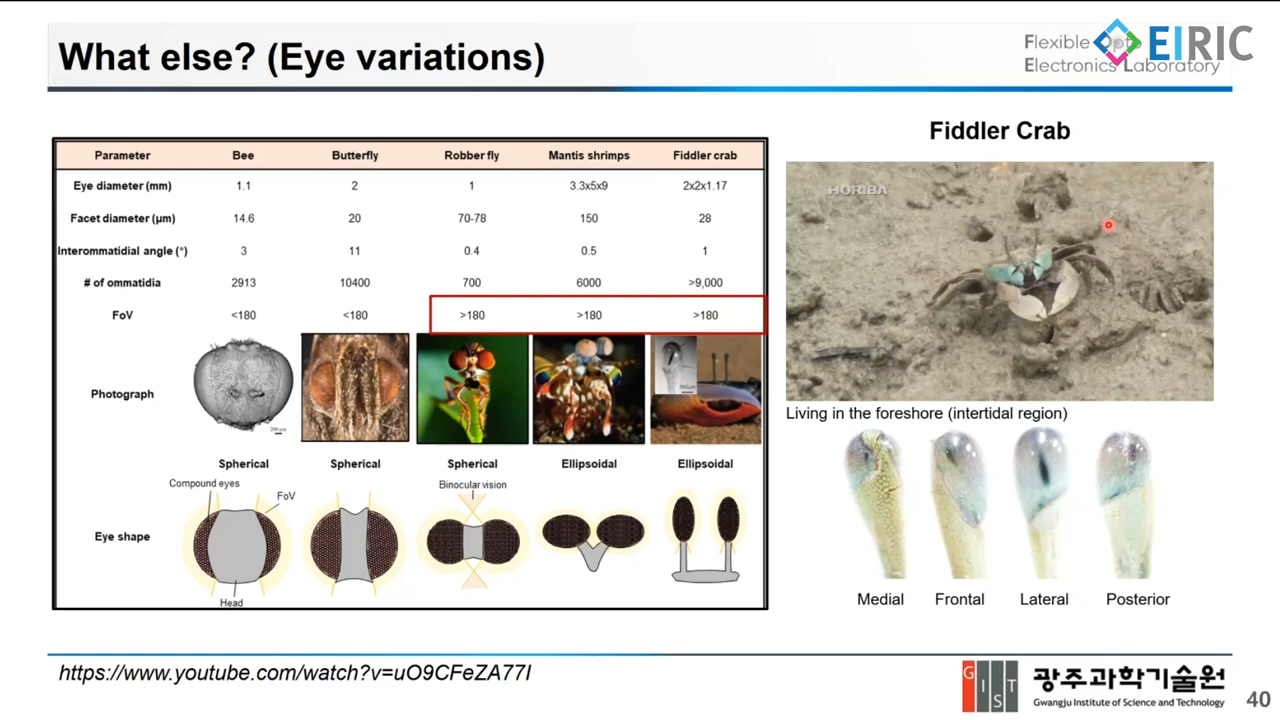 What else? (Eye variations)
Flexible Opto
Electronics Laboratory
EIRIC
Parameter Bee Butterfly Robber fly Mantis shrimps Fiddler crab
Eye diameter (mm) 1.1 2 1 3.3x5x9 2x2x1.17
Facet diameter (μm) 14.6 20 70-78 150 28
Interommatidial angle (°) 3 11 0.4 0.5 1
# of ommatidia 2913 10400 700 6000 >9,000
FoV <180 <180 >180 >180 >180
Photograph
Spherical Spherical Spherical Ellipsoidal Ellipsoidal
Compound eyes
FoV
Binocular vision
Eye shape
Head
Fiddler Crab
HORIBA
Living in the foreshore (intertidal region)
Medial Frontal Lateral Posterior
https://www.youtube.com/watch?v=uO9CFeZA77I
GIST
광주과학기술원
Gwangju Institute of Science and Technology
40